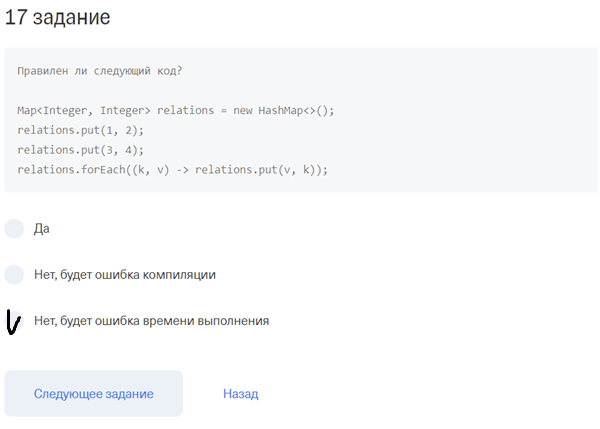 17 задание
Правилен ли следующий код?
Map<Integer, Integer> relations = new HashMap<>();
relations.put(1, 2);
relations.put(3, 4);
relations.forEach((k, v) -> relations.put(v, k));
Да
Нет, будет ошибка компиляции
Нет, будет ошибка времени выполнения
Следующее задание
Назад